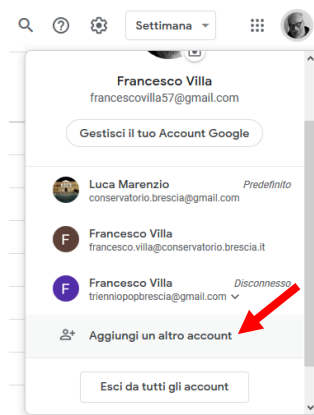 Settimana
Francesco Villa
francescovilla57@gmail.com
Gestisci il tuo Account Google
Luca Marenzio Predefinito
conservatorio.brescia@gmail.com
F Francesco Villa
francesco.villa@conservatorio.brescia.it
F Francesco Villa Disconnesso
trienniopopbrescia@gmail.com
Aggiungi un altro account
Esci da tutti gli account